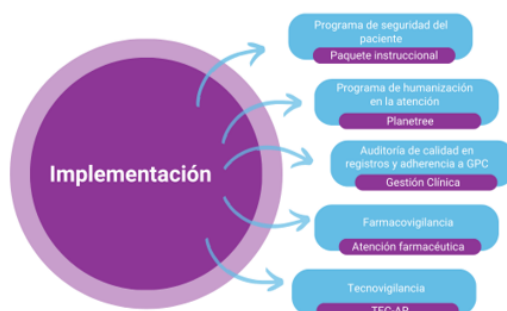 Programa de seguridad del
paciente
Paquete instruccional
Programa de humanización
en la atención
Planetree
Implementación
Auditoría de calidad en
registros y adherencia a GPC
Gestión Clínica
Farmacovigilancia
Atención farmacéutica
Tecnovigilancia